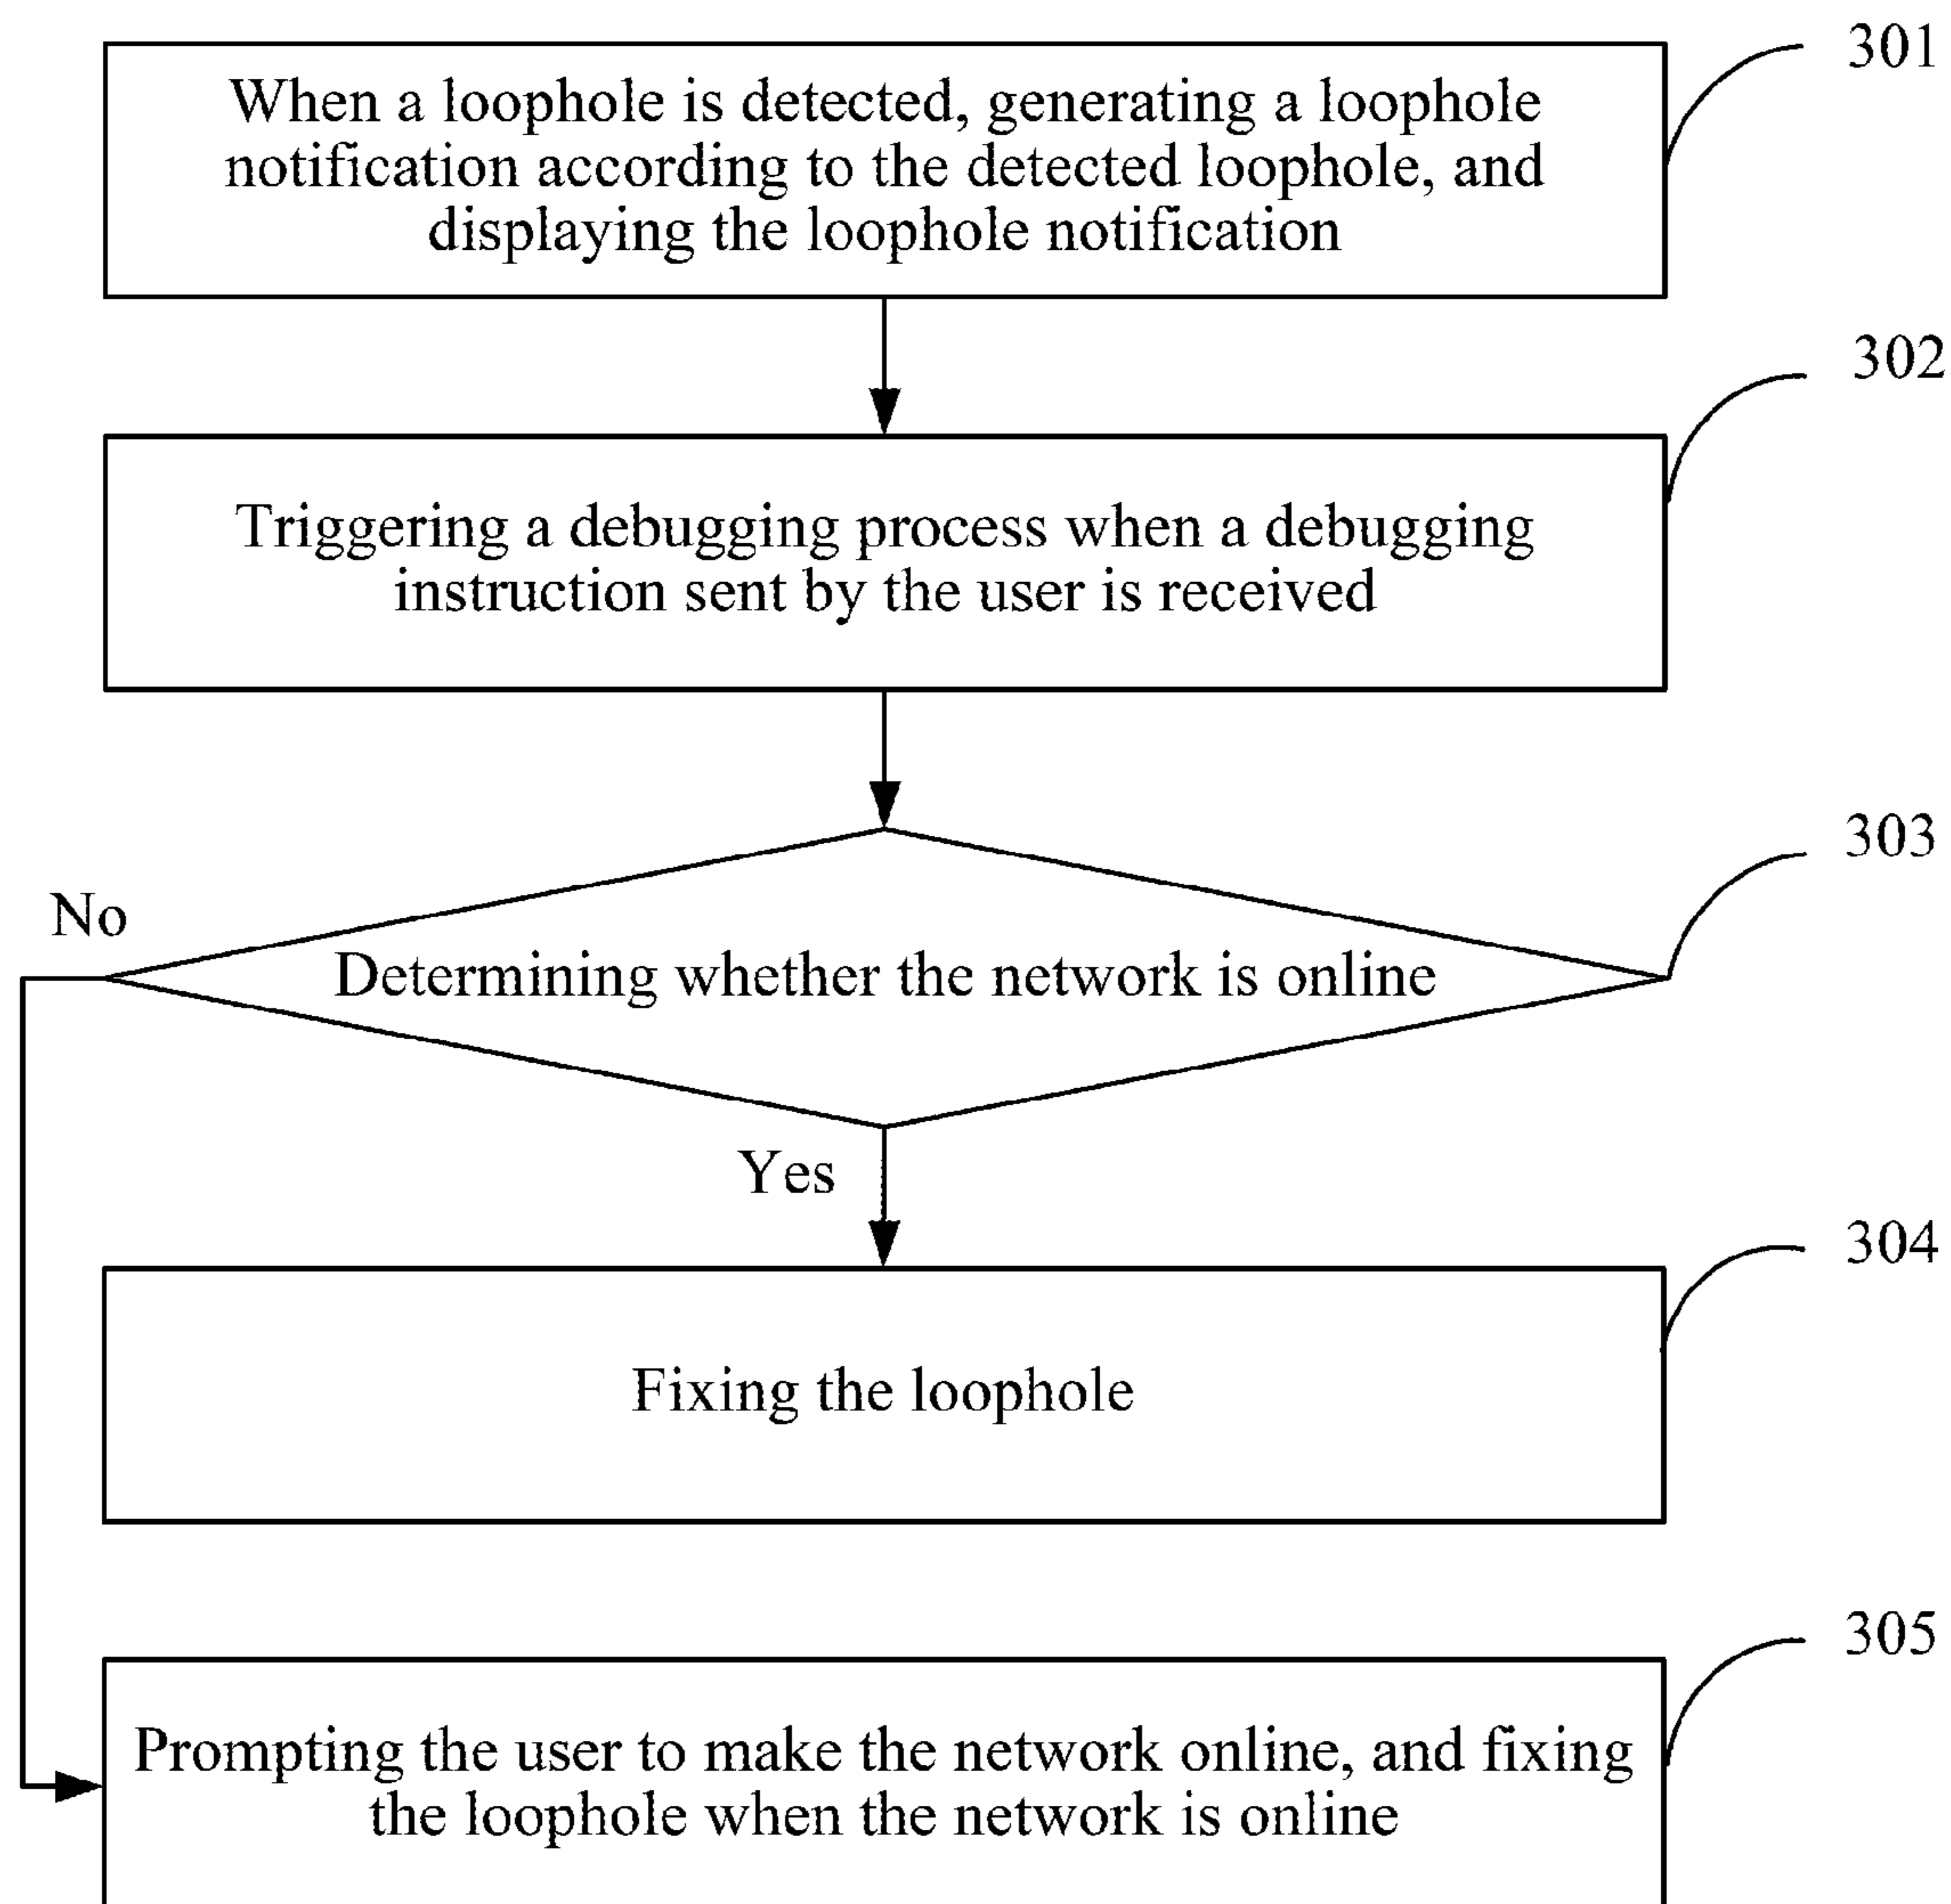 301
When a loophole is detected, generating a loophole
notification according to the detected loophole, and
displaying the loophole notification
302
Triggering a debugging process when a debugging
instruction sent by the user is received
303
No
Determining whether the network is online
Yes
304
Fixing the loophole
305
Prompting the user to make the network online, and fixing
the loophole when the network is online